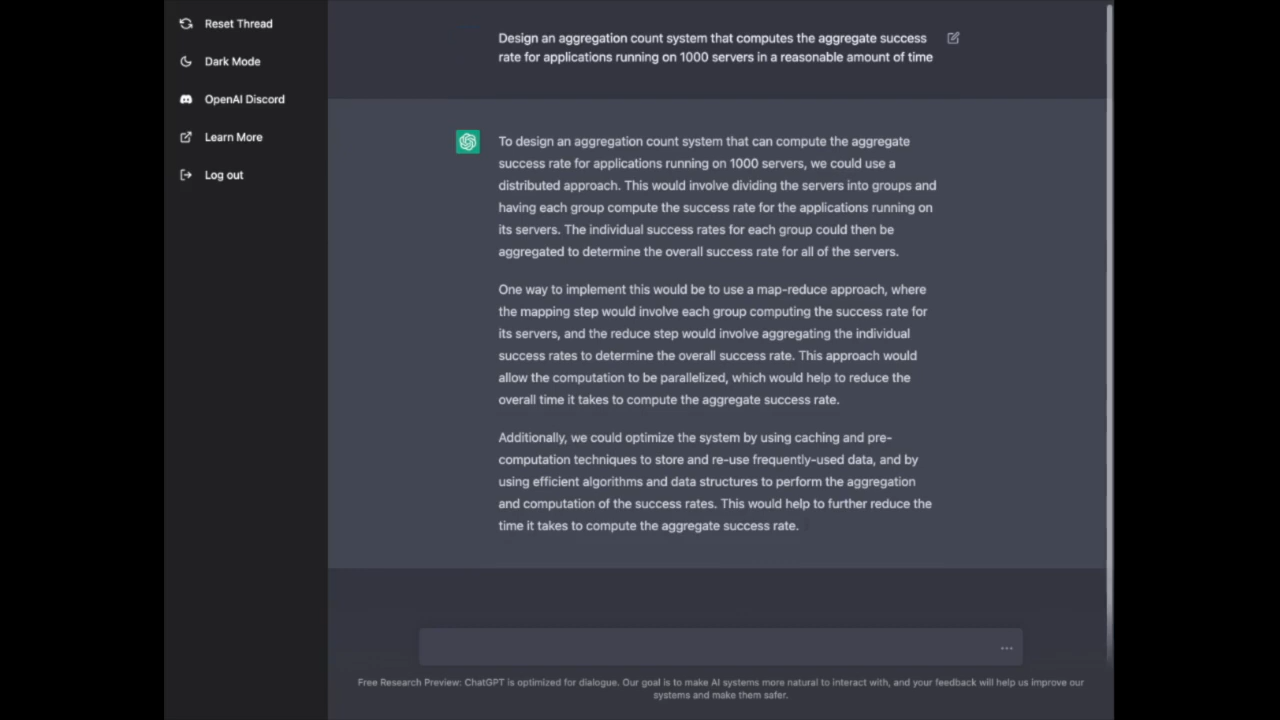 Reset Thread
Dark Mode
OpenAI Discord
Learn More
Log out
Design an aggregation count system that computes the aggregate success
rate for applications running on 1000 servers in a reasonable amount of time
To design an aggregation count system that can compute the aggregate
success rate for applications running on 1000 servers, we could use a
distributed approach. This would involve dividing the servers into groups and
having each group compute the success rate for the applications running on
its servers. The individual success rates for each group could then be
aggregated to determine the overall success rate for all of the servers.
One way to implement this would be to use a map-reduce approach, where
the mapping step would involve each group computing the success rate for
its servers, and the reduce step would involve aggregating the individual
success rates to determine the overall success rate. This approach would
allow the computation to be parallelized, which would help to reduce the
overall time it takes to compute the aggregate success rate.
Additionally, we could optimize the system by using caching and pre-
computation techniques to store and re-use frequently-used data, and by
using efficient algorithms and data structures to perform the aggregation
and computation of the success rates. This would help to further reduce the
time it takes to compute the aggregate success rate.
Free Research Preview: ChatGPT is optimized for dialogue. Our goal is to make AI systems more natural to interact with, and your feedback will help us improve our
systems and make them safer.